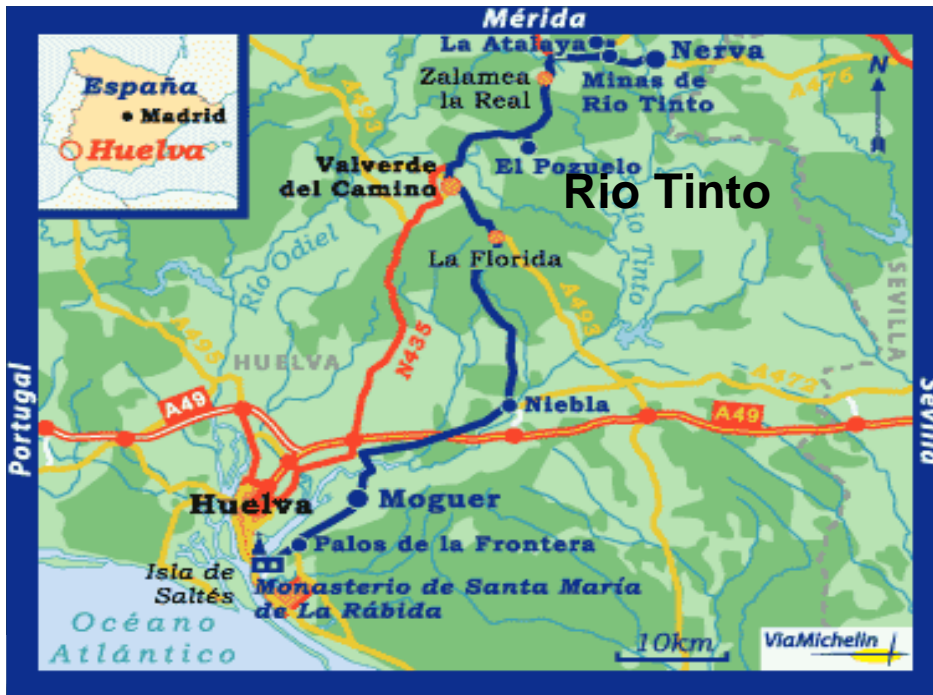 Mérida
España
Madrid
Huelva
A493
La Atalaya
Nerva
Minas de
Rio Tinto
A476
N
Zalamea
la Real
El Pozuelo
Valverde
del Camino
Rio Tinto
Río Odiel
Río Tinto
La Florida
A493
SEVILLA
A495
HUELVA
N435
A472
Portugal
Sevilla
A49
Niebla
A49
Huelva
Moguer
Palos de la Frontera
Isla de
Saltés
Monasterio de Santa María
de La Rábida
Océano
Atlántico
10km
ViaMichelin